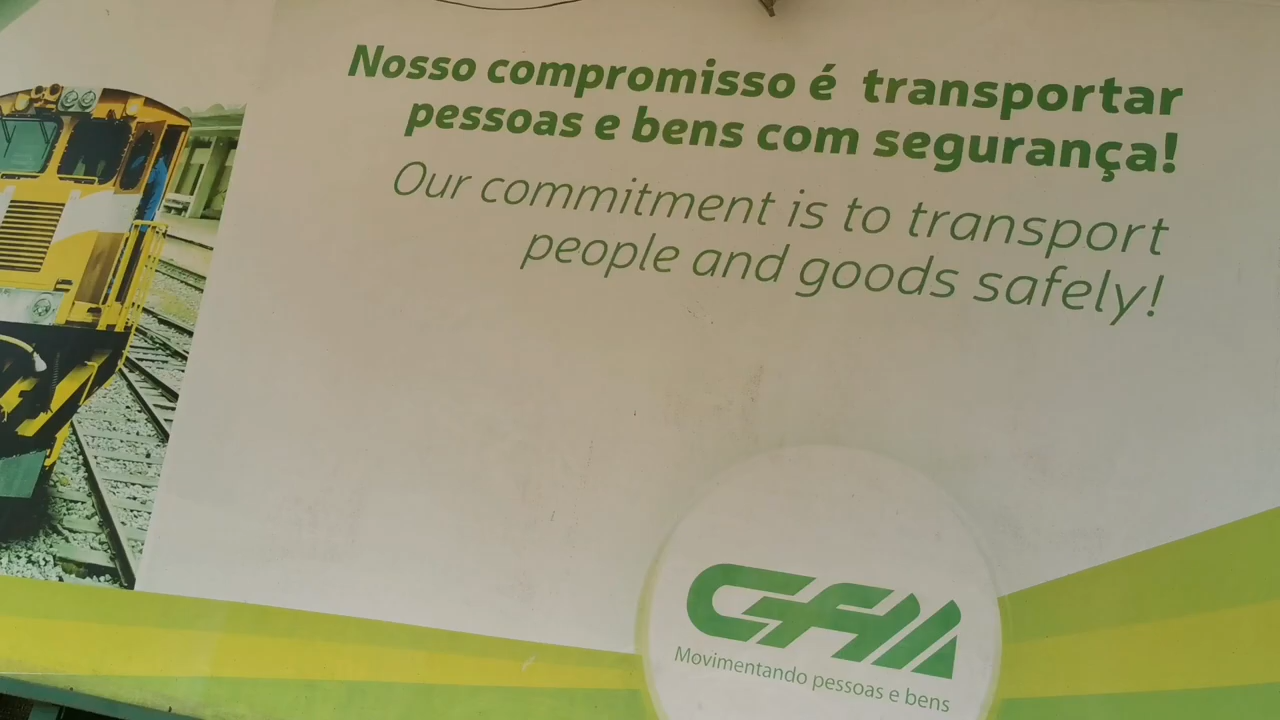 Nosso compromisso é transportar
pessoas e bens com segurança!
Our commitment is to transport
people and goods safely!
CFM
Movimentando pessoas e bens